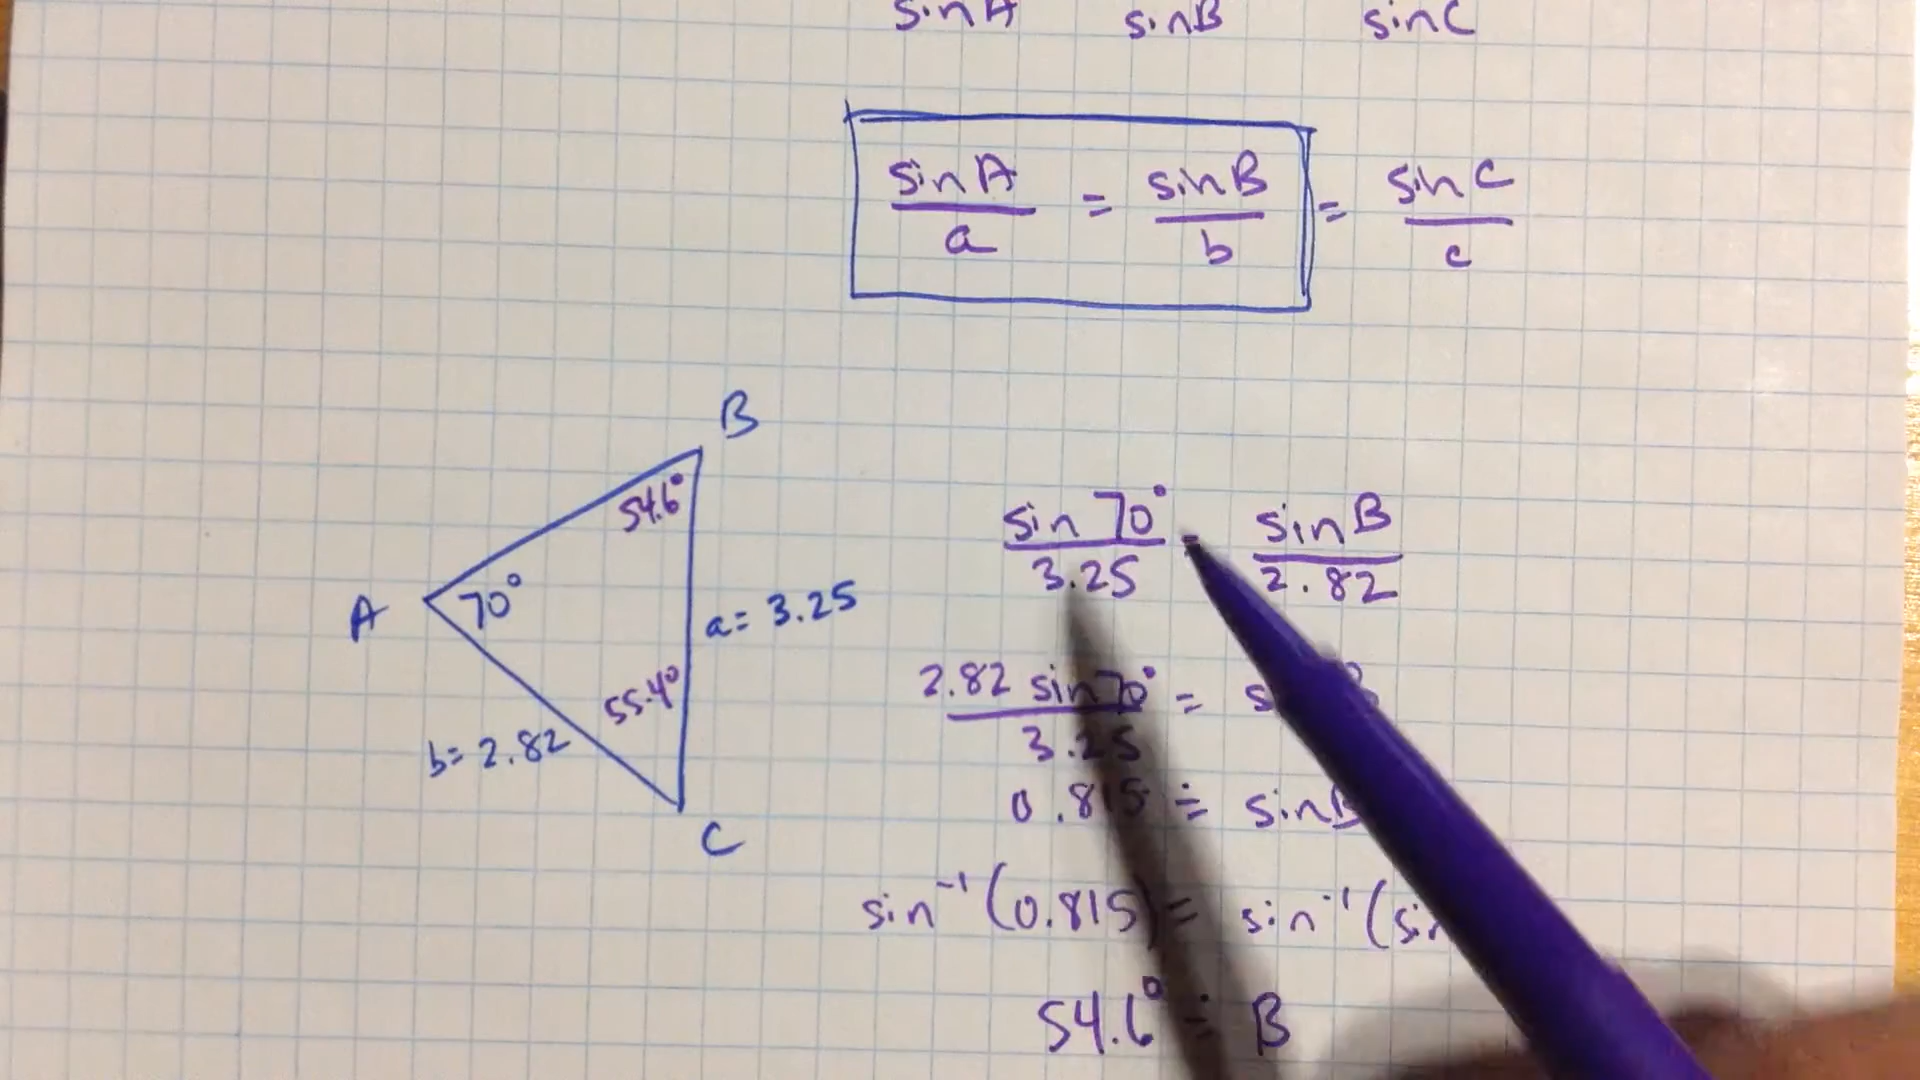 sinA sinB sinC
sinA/a = sinB/b = sinC/c
B
54.6°
A 70°
a = 3.25
55.4°
b = 2.82
C
sin 70°/3.25 = sinB/2.82
2.82 sin70°/3.25 =
0.815 ≐ sinB
sin⁻¹(0.815) = sin⁻¹(sin
54.6° ≐ B